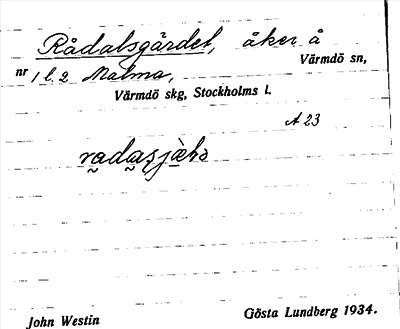 Rådalsgärdet, åker å
Värmdö sn,
nr 1 l. 2 Malma,
Värmdö skg, Stockholms l.
A 23
John Westin
Gösta Lundberg 1934.